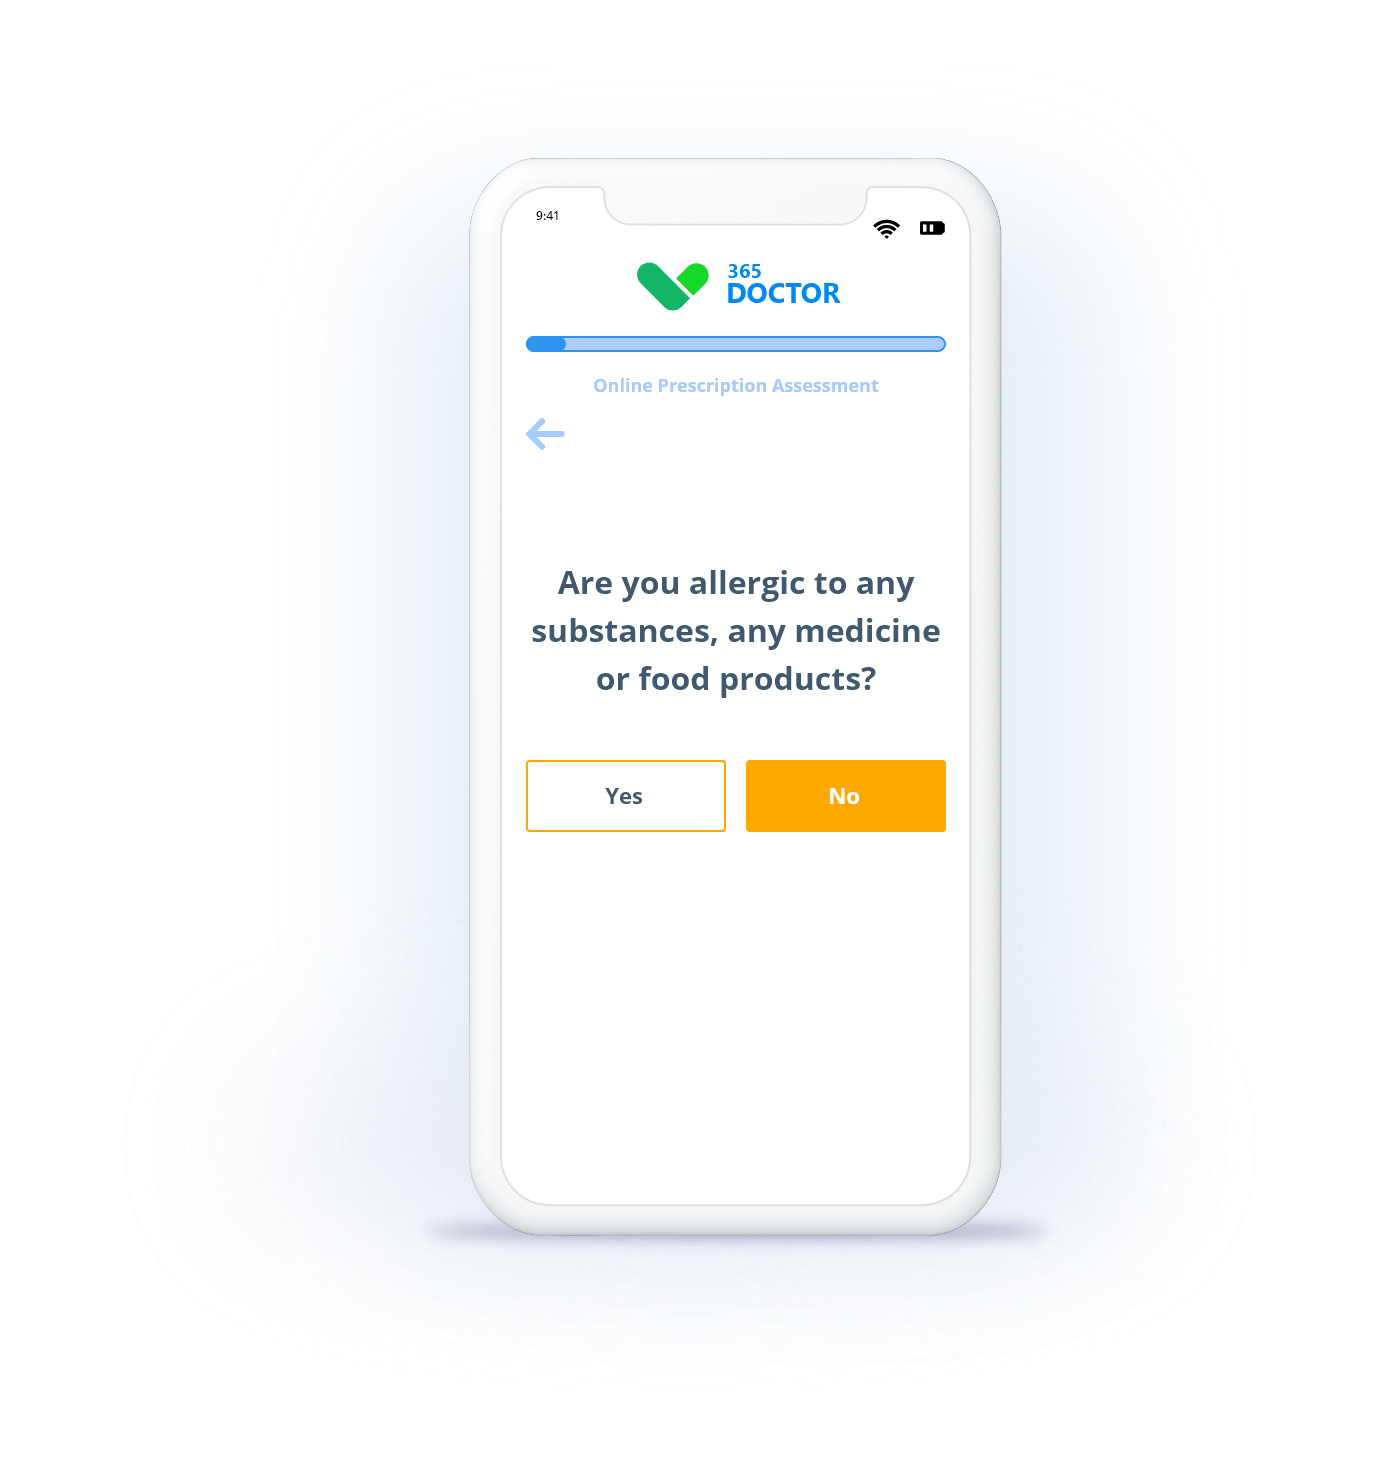 9:41
365
DOCTOR
Online Prescription Assessment
Are you allergic to any
substances, any medicine
or food products?
Yes
No